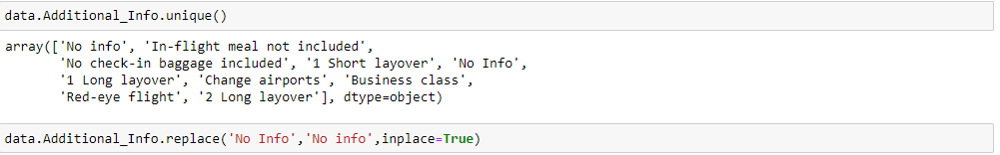 data.Additional_Info.unique()
array(['No info', 'In-flight meal not included',
'No check-in baggage included', '1 Short layover', 'No Info',
'1 Long layover', 'Change airports', 'Business class',
'Red-eye flight', '2 Long layover'], dtype=object)
data.Additional_Info.replace('No Info','No info',inplace=True)